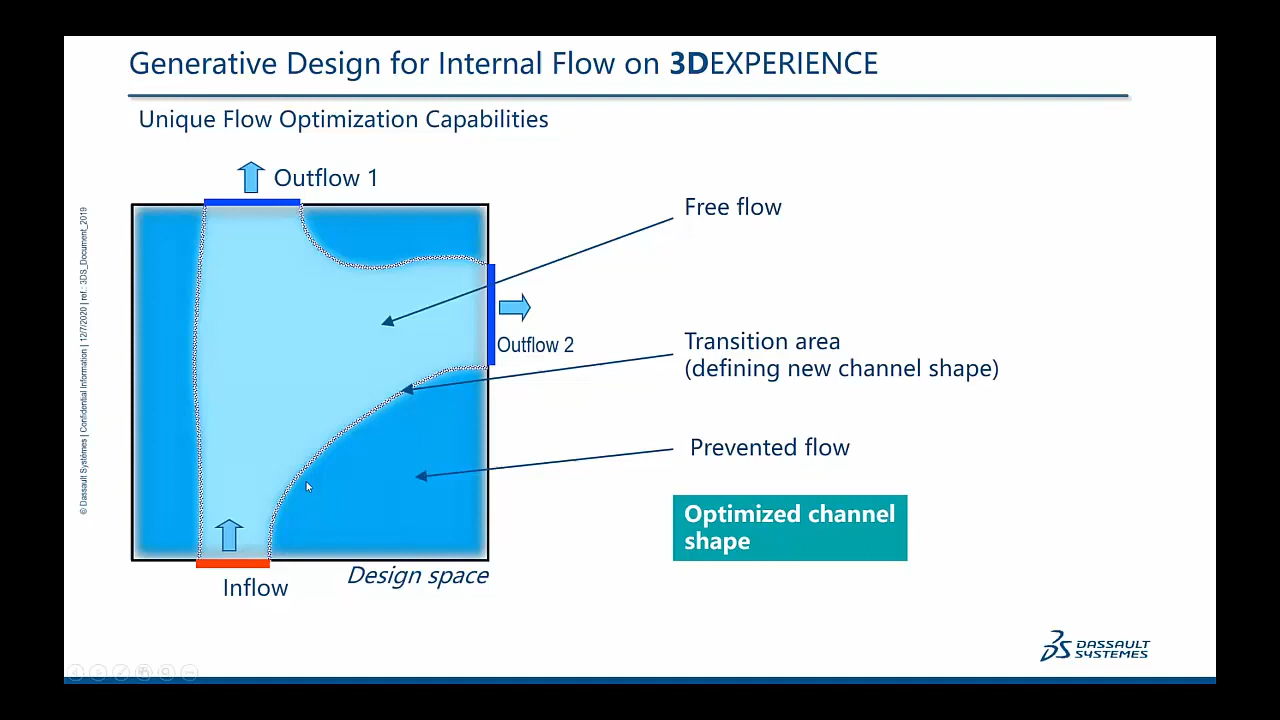 Generative Design for Internal Flow on 3DEXPERIENCE
Unique Flow Optimization Capabilities
Outflow 1
Free flow
Outflow 2
Transition area
(defining new channel shape)
Prevented flow
Optimized channel
shape
Design space
Inflow
© Dassault Systèmes | Confidential Information | 12/7/2020 | ref.: 3DS_Document_2019
3DS DASSAULT
SYSTEMES